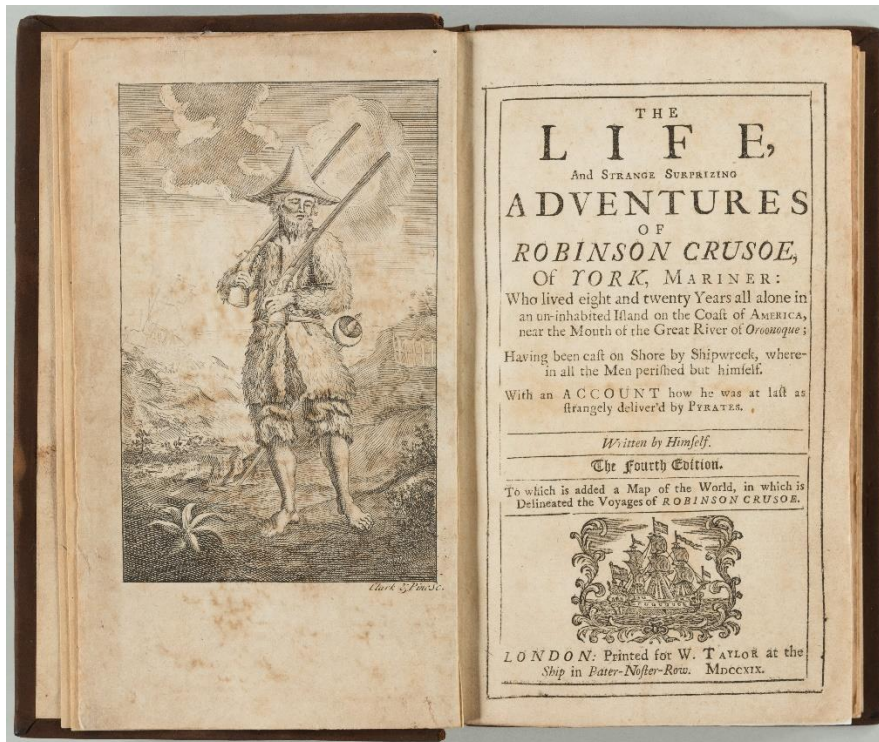 Clark & Pine sc.
THE
LIFE,
And STRANGE SURPRIZING
ADVENTURES
OF
ROBINSON CRUSOE,
Of YORK, MARINER:
Who lived eight and twenty Years all alone in
an un-inhabited Iſland on the Coaſt of AMERICA,
near the Mouth of the Great River of Oroonoque;
Having been caſt on Shore by Shipwreck, where-
in all the Men periſhed but himſelf.
With an ACCOUNT how he was at laſt as
ſtrangely deliver'd by PYRATES.
Written by Himſelf.
The Fourth Edition.
To which is added a Map of the World, in which is
Delineated the Voyages of ROBINSON CRUSOE.
LONDON: Printed for W. TAYLOR at the
Ship in Pater-Noſter-Row. MDCCXIX.